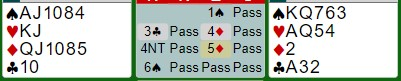 ♠AJ1084
♥KJ
♦QJ1085
♣10
1♠ Pass
3♣ Pass 4♦ Pass
4NT Pass 5♦ Pass
6♠ Pass Pass Pass
♠KQ763
♥AQ54
♦2
♣A32